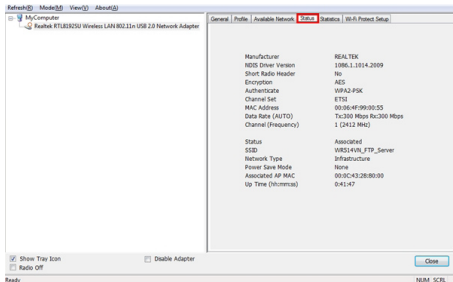 Refresh(R) Mode(M) View(V) About(A)
MyComputer
Realtek RTL8192SU Wireless LAN 802.11n USB 2.0 Network Adapter
General Profile Available Network Status Statistics Wi-Fi Protect Setup
Manufacturer REALTEK
NDIS Driver Version 1086.1.1014.2009
Short Radio Header No
Encryption AES
Authenticate WPA2-PSK
Channel Set ETSI
MAC Address 00:06:4F:99:00:55
Data Rate (AUTO) Tx:300 Mbps Rx:300 Mbps
Channel (Frequency) 1 (2412 MHz)
Status Associated
SSID WR514VN_FTP_Server
Network Type Infrastructure
Power Save Mode None
Associated AP MAC 00:0C:43:28:80:00
Up Time (hh:mm:ss) 0:41:47
Show Tray Icon Disable Adapter
Radio Off
Close
Ready NUM SCRL